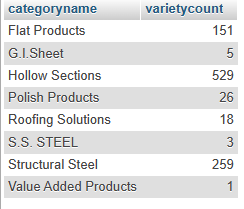 categoryname varietycount
Flat Products 151
G.I.Sheet 5
Hollow Sections 529
Polish Products 26
Roofing Solutions 18
S.S. STEEL 3
Structural Steel 259
Value Added Products 1